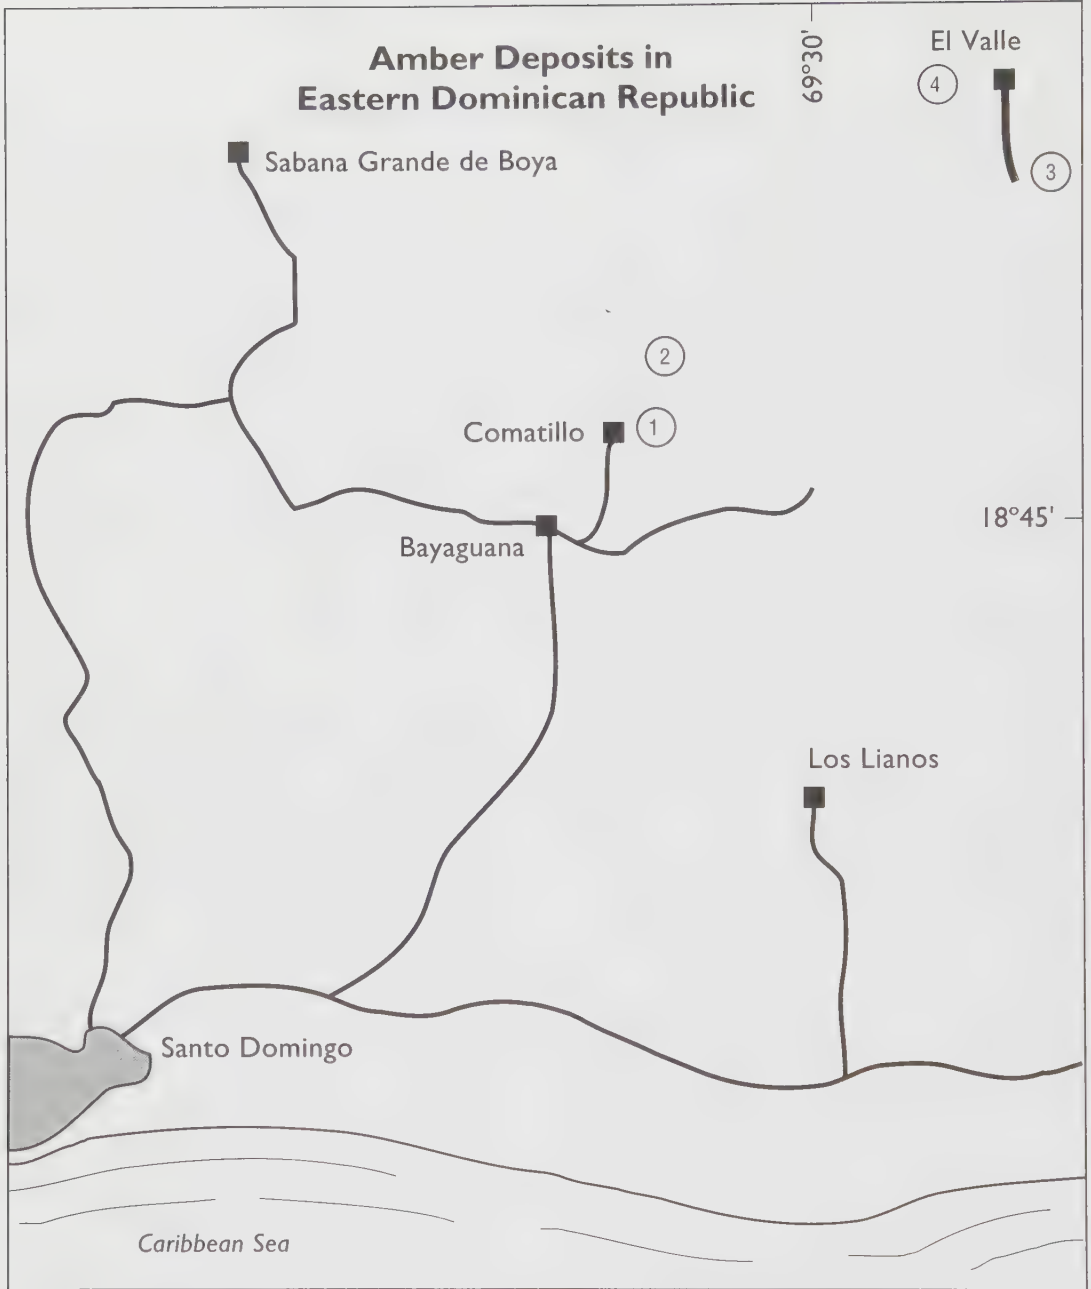 Amber Deposits in
Eastern Dominican Republic
69°30'
El Valle
4
3
Sabana Grande de Boya
2
Comatillo
1
18°45'
Bayaguana
Los Lianos
Santo Domingo
Caribbean Sea